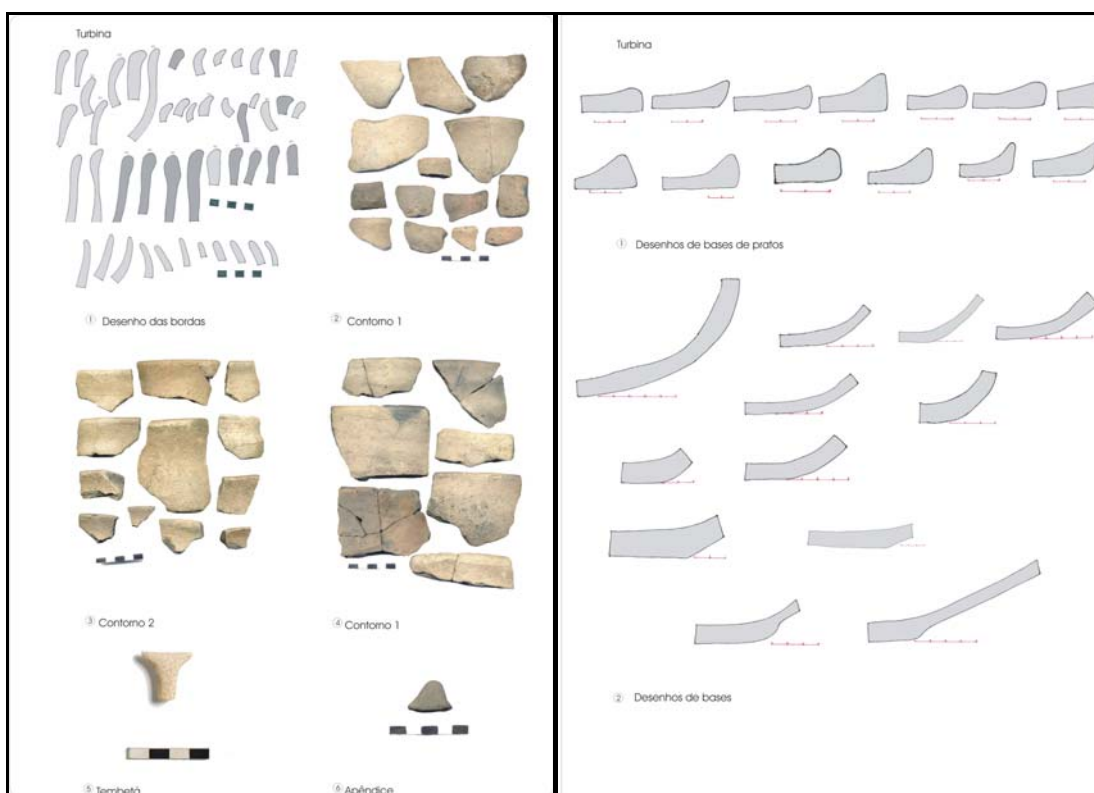 Turbina
① Desenho das bordas
② Contorno 1
③ Contorno 2
④ Contorno 1
⑤ Tembetá
⑥ Apêndice
Turbina
① Desenhos de bases de pratos
② Desenhos de bases